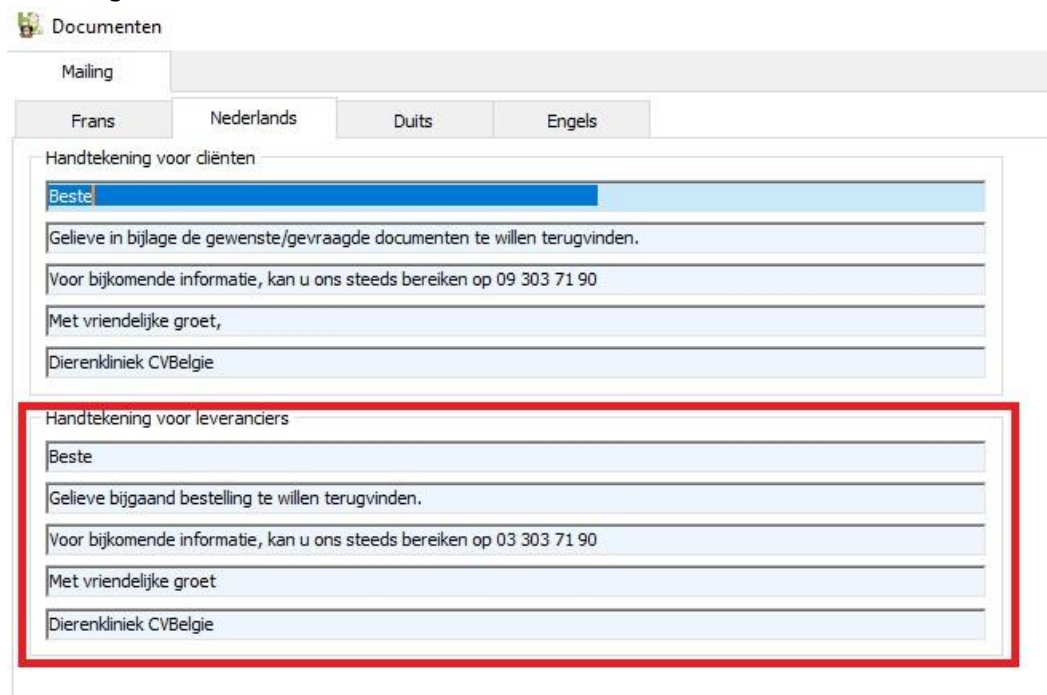 Documenten
Mailing
Frans Nederlands Duits Engels
Handtekening voor cliënten
Beste
Gelieve in bijlage de gewenste/gevraagde documenten te willen terugvinden.
Voor bijkomende informatie, kan u ons steeds bereiken op 09 303 71 90
Met vriendelijke groet,
Dierenkliniek CVBelgie
Handtekening voor leveranciers
Beste
Gelieve bijgaand bestelling te willen terugvinden.
Voor bijkomende informatie, kan u ons steeds bereiken op 03 303 71 90
Met vriendelijke groet
Dierenkliniek CVBelgie